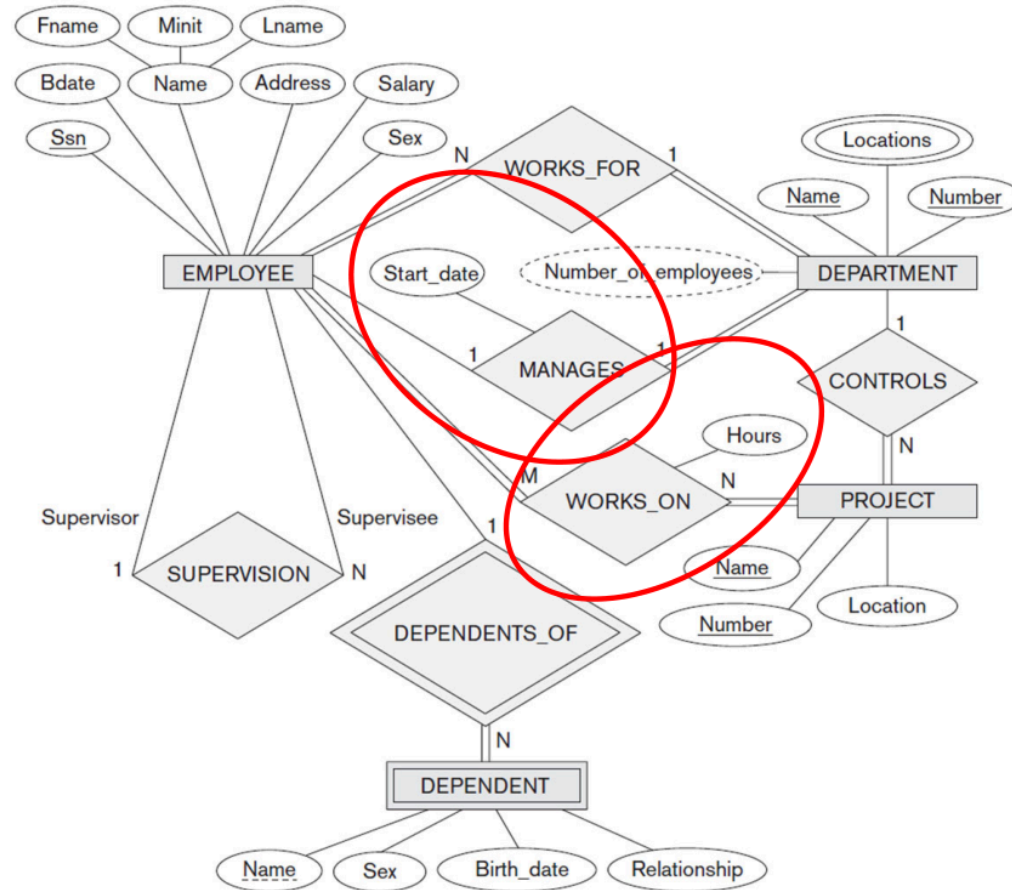 Fname
Minit
Lname
Bdate
Name
Address
Salary
Ssn
Sex
N
WORKS_FOR
1
Locations
Name
Number
EMPLOYEE
Start_date
Number_of_employees
DEPARTMENT
1
MANAGES
1
1
CONTROLS
N
Hours
M
WORKS_ON
N
PROJECT
Supervisor
Supervisee
1
SUPERVISION
N
1
Name
Number
Location
DEPENDENTS_OF
N
DEPENDENT
Name
Sex
Birth_date
Relationship